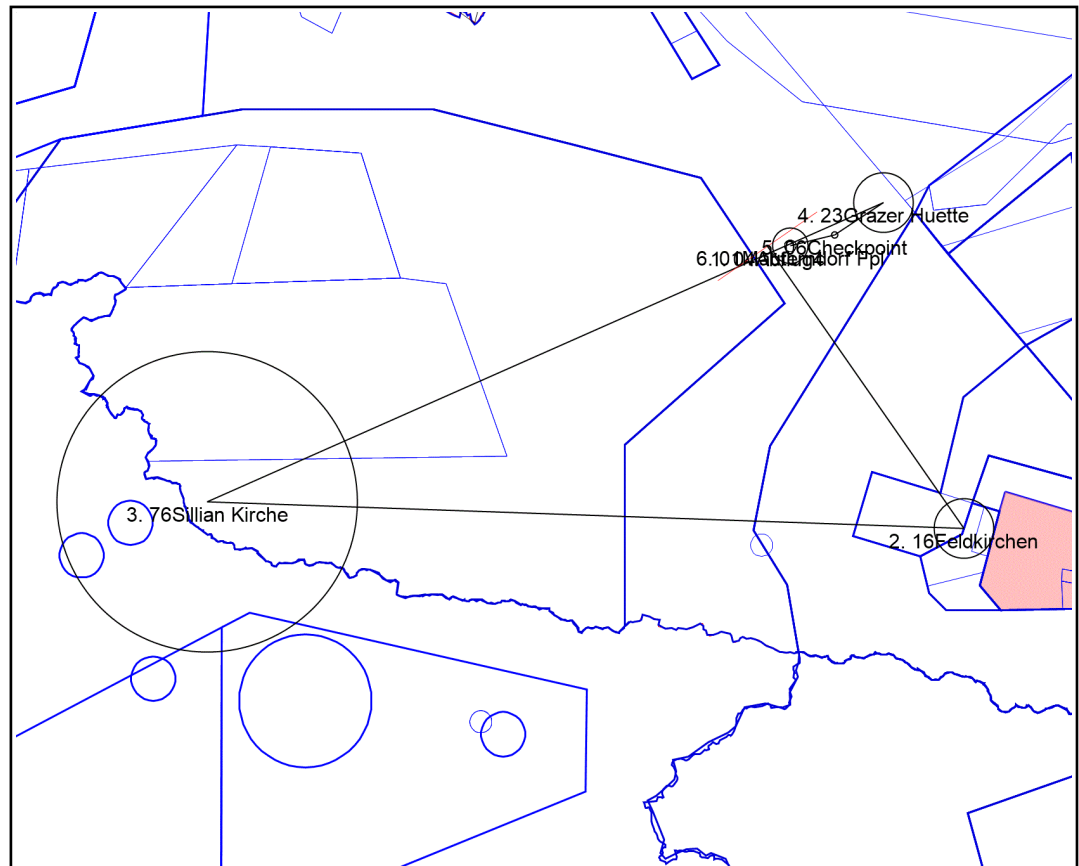 4. 23Grazer Huette
5. 06Checkpoint
2. 16Feldkirchen
3. 76Sillian Kirche